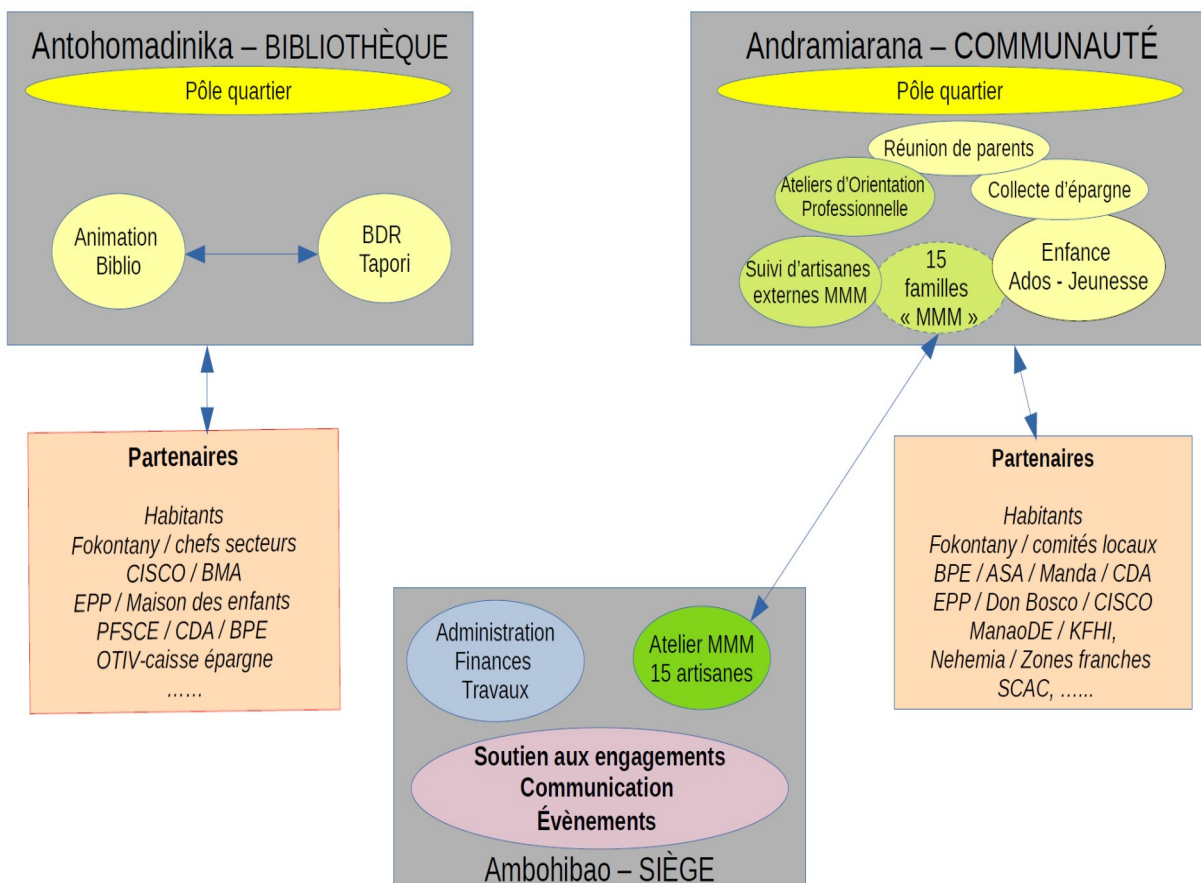 Antohomadinika – BIBLIOTHÈQUE
Pôle quartier
Animation
Biblio
BDR
Tapori
Andramiarana – COMMUNAUTÉ
Pôle quartier
Réunion de parents
Ateliers d'Orientation
Professionnelle
Collecte d'épargne
Suivi d'artisanes
externes MMM
15
familles
« MMM »
Enfance
Ados - Jeunesse
Partenaires
Habitants
Fokontany / chefs secteurs
CISCO / BMA
EPP / Maison des enfants
PFSCE / CDA / BPE
OTIV-caisse épargne
......
Partenaires
Habitants
Fokontany / comités locaux
BPE / ASA / Manda / CDA
EPP / Don Bosco / CISCO
ManaoDE / KFHI,
Nehemia / Zones franches
SCAC, ......
Administration
Finances
Travaux
Atelier MMM
15 artisanes
Soutien aux engagements
Communication
Évènements
Ambohibao – SIÈGE